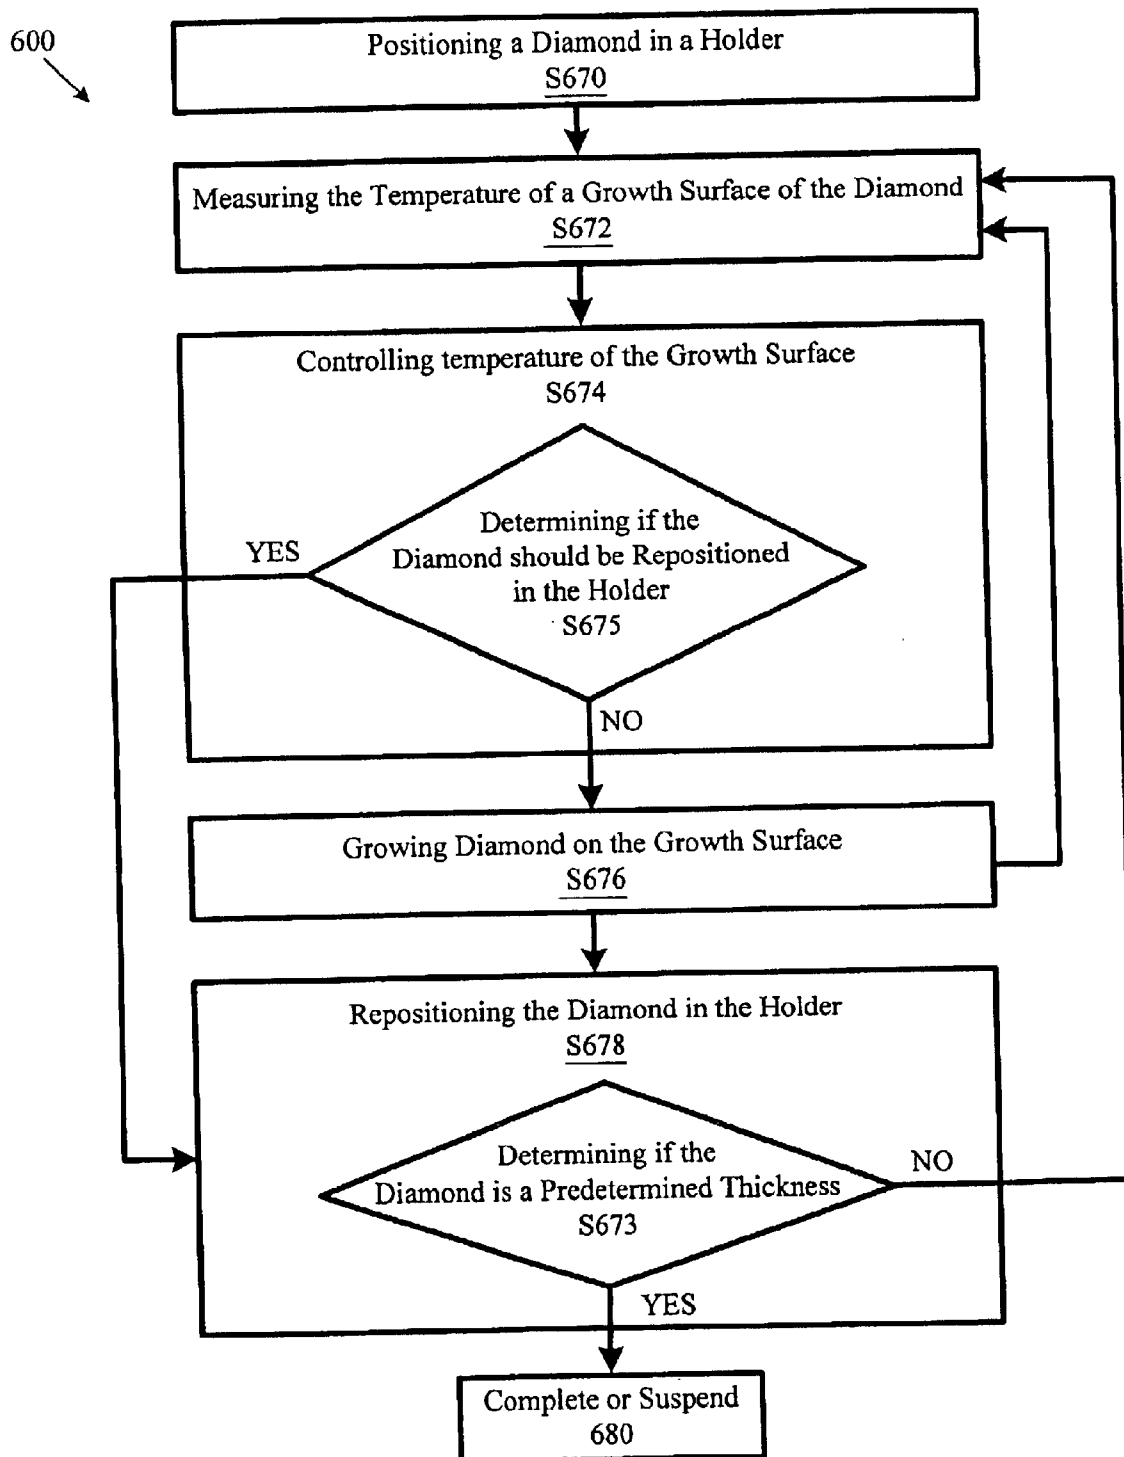 600
Positioning a Diamond in a Holder
S670
Measuring the Temperature of a Growth Surface of the Diamond
S672
Controlling temperature of the Growth Surface
S674
Determining if the
Diamond should be Repositioned
in the Holder
S675
YES
NO
Growing Diamond on the Growth Surface
S676
Repositioning the Diamond in the Holder
S678
Determining if the
Diamond is a Predetermined Thickness
S673
NO
YES
Complete or Suspend
680